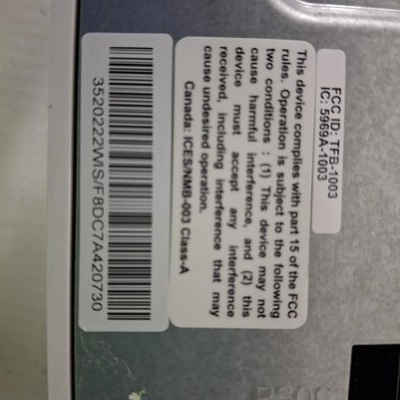 FCC ID: TFB-1003
IC: 5969A-1003
This device complies with part 15 of the FCC
rules. Operation is subject to the following
two conditions : (1) This device may not
cause harmful interference, and (2) this
device must accept any interference
received, including interference that may
cause undesired operation.
Canada: ICES/NMB-003 Class-A
3520222WIS/F8DC7A420730